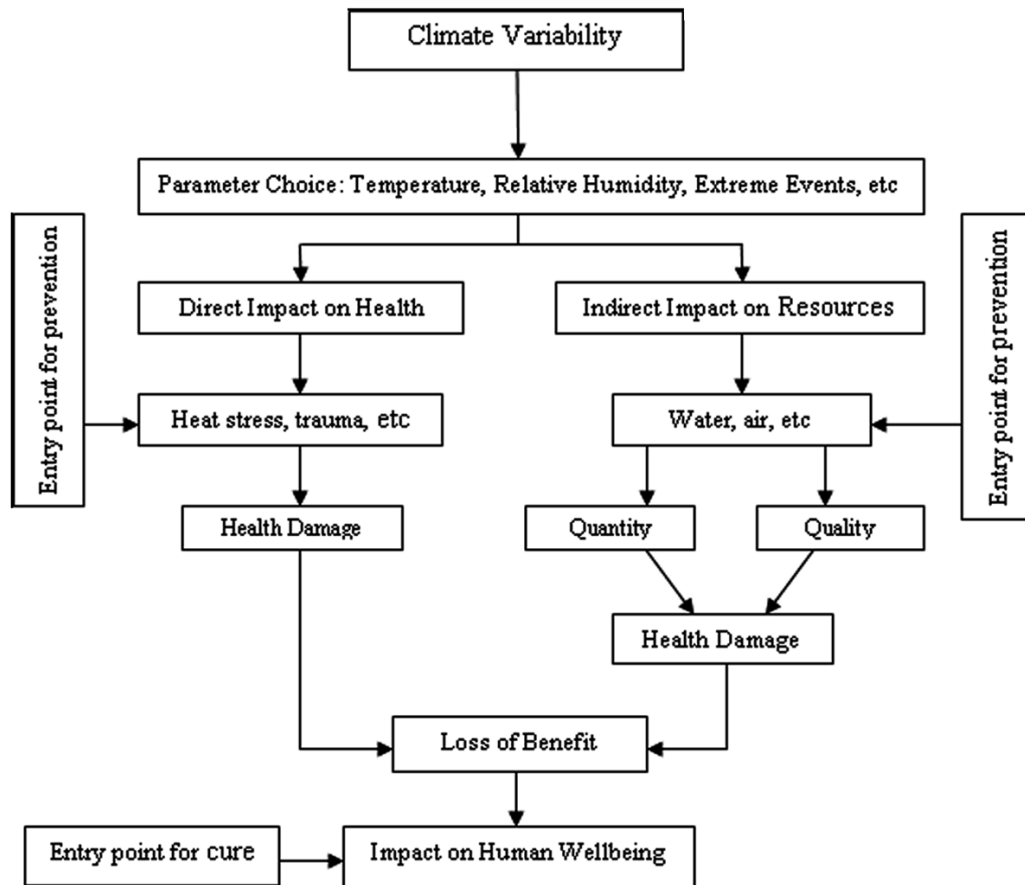 Climate Variability
Parameter Choice: Temperature, Relative Humidity, Extreme Events, etc
Entry point for prevention
Entry point for prevention
Direct Impact on Health
Indirect Impact on Resources
Heat stress, trauma, etc
Water, air, etc
Health Damage
Quantity
Quality
Health Damage
Loss of Benefit
Entry point for cure
Impact on Human Wellbeing